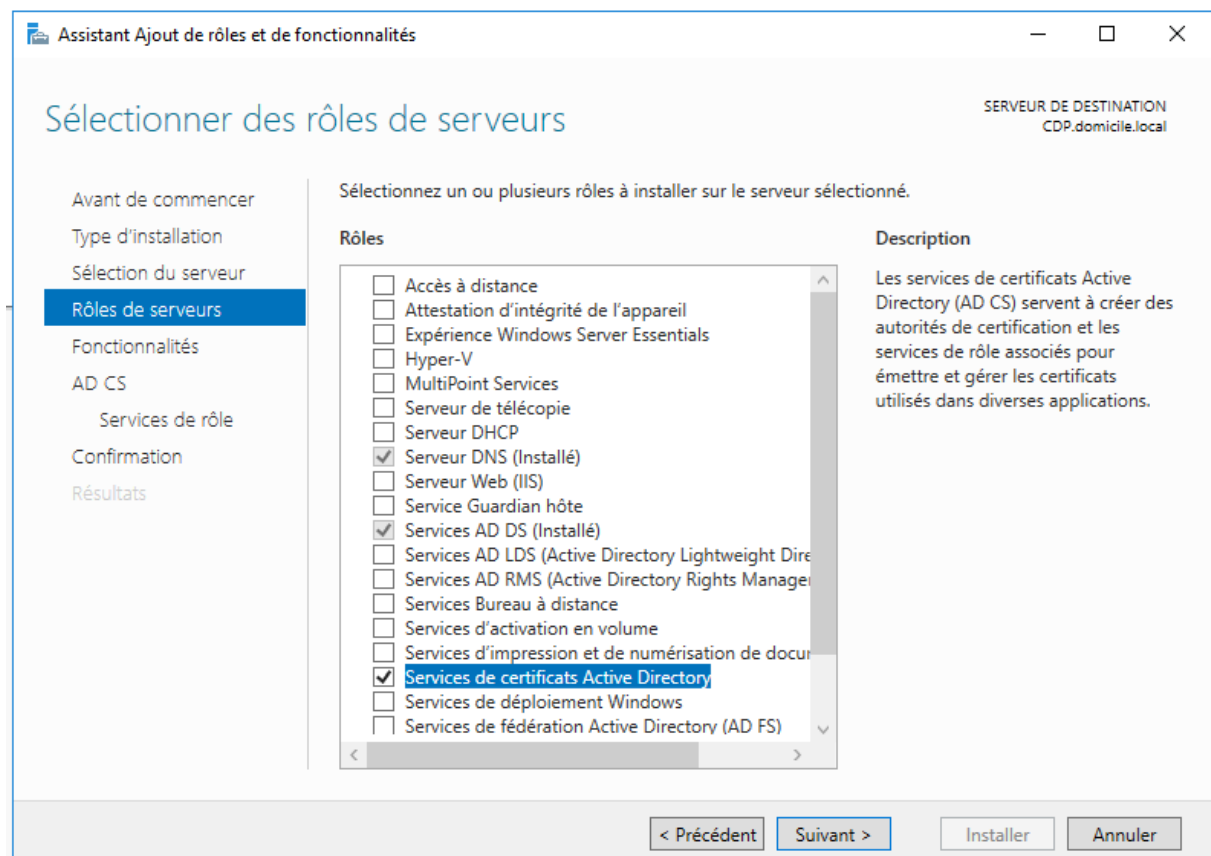 Assistant Ajout de rôles et de fonctionnalités
Sélectionner des rôles de serveurs
SERVEUR DE DESTINATION
CDP.domicile.local
Avant de commencer
Type d'installation
Sélection du serveur
Rôles de serveurs
Fonctionnalités
AD CS
Services de rôle
Confirmation
Résultats
Sélectionnez un ou plusieurs rôles à installer sur le serveur sélectionné.
Rôles
Accès à distance
Attestation d'intégrité de l'appareil
Expérience Windows Server Essentials
Hyper-V
MultiPoint Services
Serveur de télécopie
Serveur DHCP
Serveur DNS (Installé)
Serveur Web (IIS)
Service Guardian hôte
Services AD DS (Installé)
Services AD LDS (Active Directory Lightweight Dire
Services AD RMS (Active Directory Rights Manager
Services Bureau à distance
Services d'activation en volume
Services d'impression et de numérisation de docur
Services de certificats Active Directory
Services de déploiement Windows
Services de fédération Active Directory (AD FS)
Description
Les services de certificats Active
Directory (AD CS) servent à créer des
autorités de certification et les
services de rôle associés pour
émettre et gérer les certificats
utilisés dans diverses applications.
< Précédent
Suivant >
Installer
Annuler